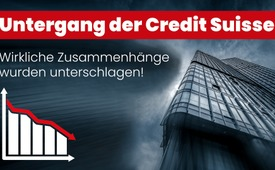 Untergang der Credit Suisse
Wirkliche Zusammenhänge
wurden unterschlagen!